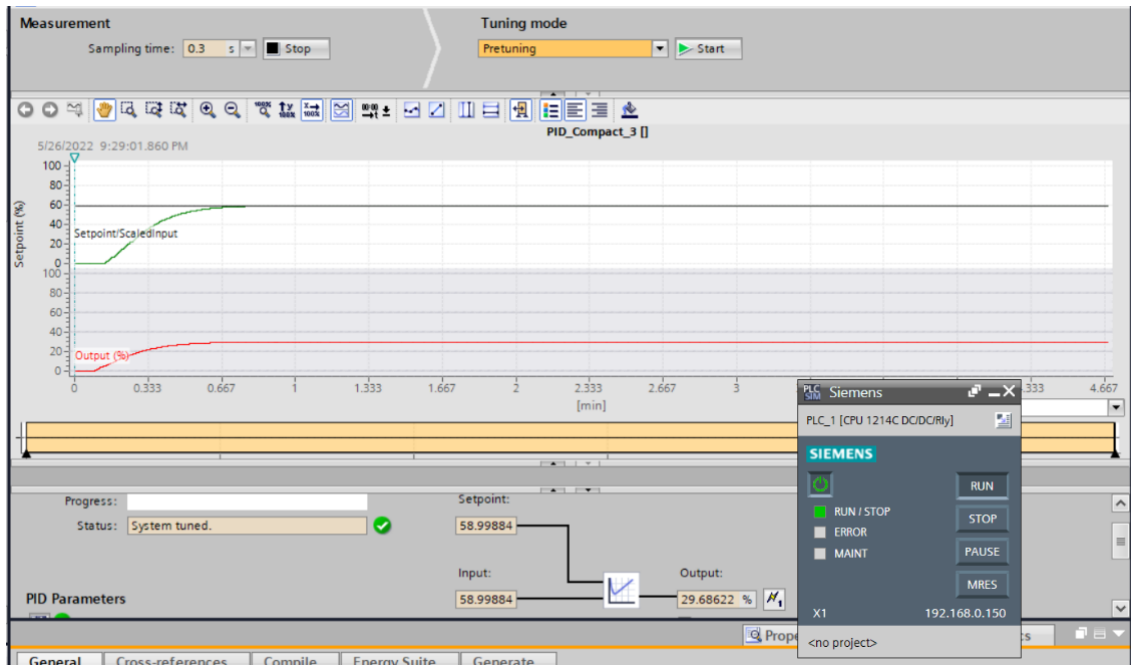 Measurement
Tuning mode
Sampling time: 0.3 s Stop
Pretuning Start
PID_Compact_3 []
5/26/2022 9:29:01.860 PM
Setpoint (%)
100
80
60
40
20
0
Setpoint/ScaledInput
100
80
60
40
20
0
Output (%)
0 0.333 0.667 1 1.333 1.667 2 2.333 2.667 3 .333 4.667
[min]
Progress:
Status: System tuned.
Setpoint:
58.99884
Input:
58.99884
Output:
29.68622 %
PID Parameters
PLC SIM Siemens
PLC_1 [CPU 1214C DC/DC/Rly]
SIEMENS
RUN
RUN / STOP
STOP
ERROR
MAINT
PAUSE
MRES
X1 192.168.0.150
<no project>
Prope
General Cross-references Compile Energy Suite Generate